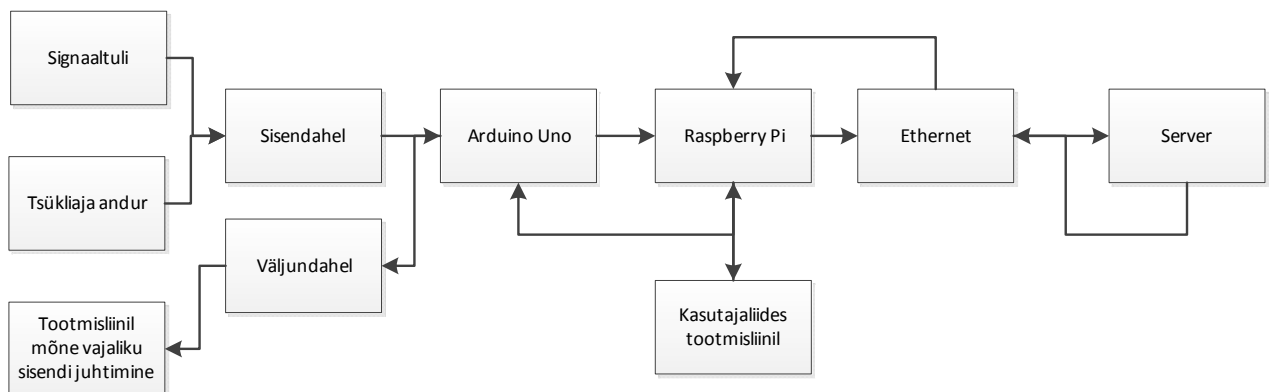 Signaaltuli
Sisendahel
Arduino Uno
Raspberry Pi
Ethernet
Server
Tsükliaja andur
Väljundahel
Kasutajaliides
tootmisliinil
Tootmisliinil
mõne vajaliku
sisendi juhtimine